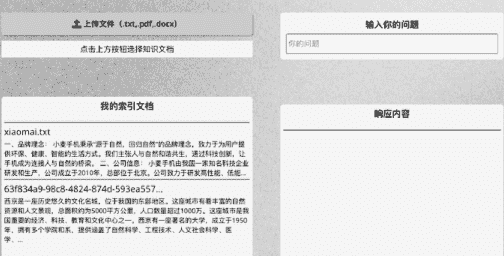 上传文件（.txt,.pdf,.docx）
点击上方按钮选择知识文档
我的索引文档
xiaomai.txt
一、品牌理念：小麦手机秉承“源于自然，回归自然”的品牌理念。致力于为用户提
供环保、健康、智能的生活方式。我们主张人与自然和谐共生，通过科技创新，让
手机成为连接人与自然的桥梁。 二、公司信息：小麦手机由国一家知名科技企业
研发和生产，公司成立于2010年，总部位于北京。公司致力于研发高性能、低能...
63f834a9-98c8-4824-874d-593ea557...
西京是一座历史悠久的文化名城，位于我国的东部地区。这座城市有着丰富的自然
资源和人文景观，总面积约为5000平方公里，人口数量超过1000万。这座城市是我
国重要的经济、科技、教育和文化中心之一。西京有一座著名的大学，成立于1950
年，拥有多个学院和系，提供涵盖了自然科学、工程技术、人文社会科学、医
学，...
输入你的问题
你的问题
响应内容